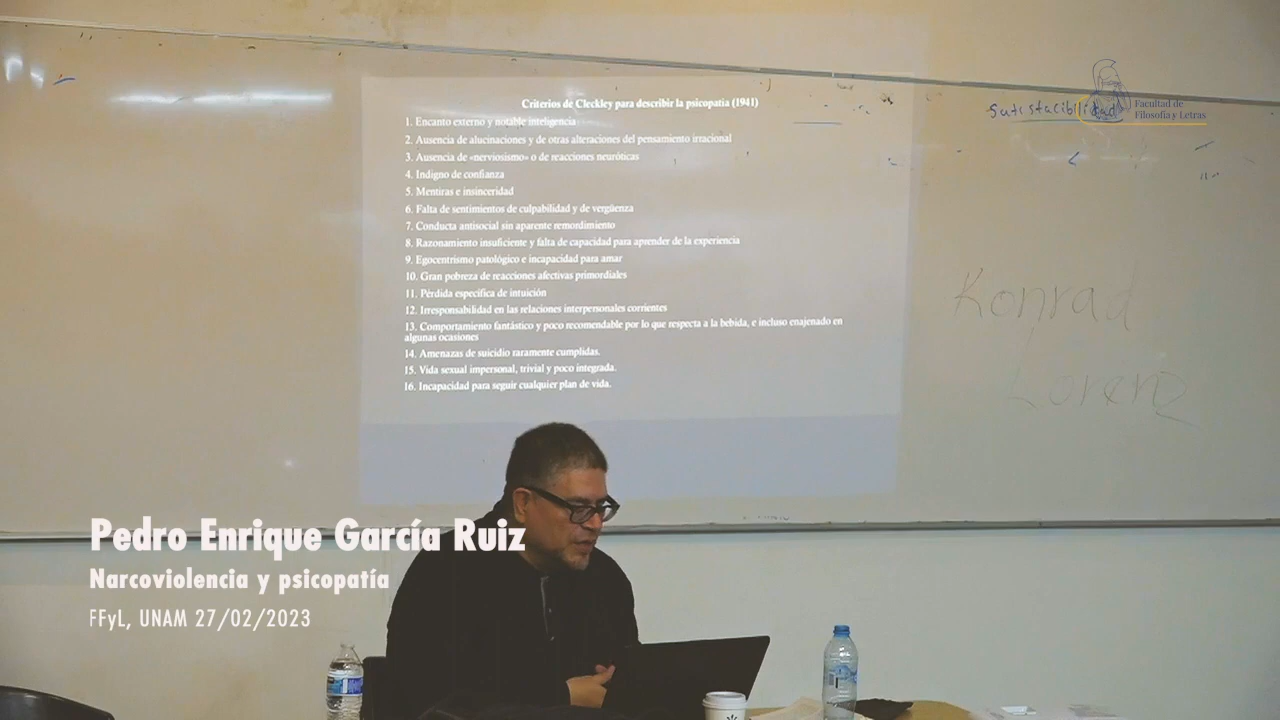 Criterios de Cleckley para describir la psicopatía (1941)
1. Encanto externo y notable inteligencia
2. Ausencia de alucinaciones y de otras alteraciones del pensamiento irracional
3. Ausencia de «nerviosismo» o de reacciones neuróticas
4. Indigno de confianza
5. Mentiras e insinceridad
6. Falta de sentimientos de culpabilidad y de vergüenza
7. Conducta antisocial sin aparente remordimiento
8. Razonamiento insuficiente y falta de capacidad para aprender de la experiencia
9. Egocentrismo patológico e incapacidad para amar
10. Gran pobreza de reacciones afectivas primordiales
11. Pérdida específica de intuición
12. Irresponsabilidad en las relaciones interpersonales corrientes
13. Comportamiento fantástico y poco recomendable por lo que respecta a la bebida, e incluso enajenado en
algunas ocasiones
14. Amenazas de suicidio raramente cumplidas.
15. Vida sexual impersonal, trivial y poco integrada.
16. Incapacidad para seguir cualquier plan de vida.
Facultad de
Filosofía y Letras
Konrad
Lorenz
Pedro Enrique García Ruiz
Narcoviolencia y psicopatía
FFyL, UNAM 27/02/2023